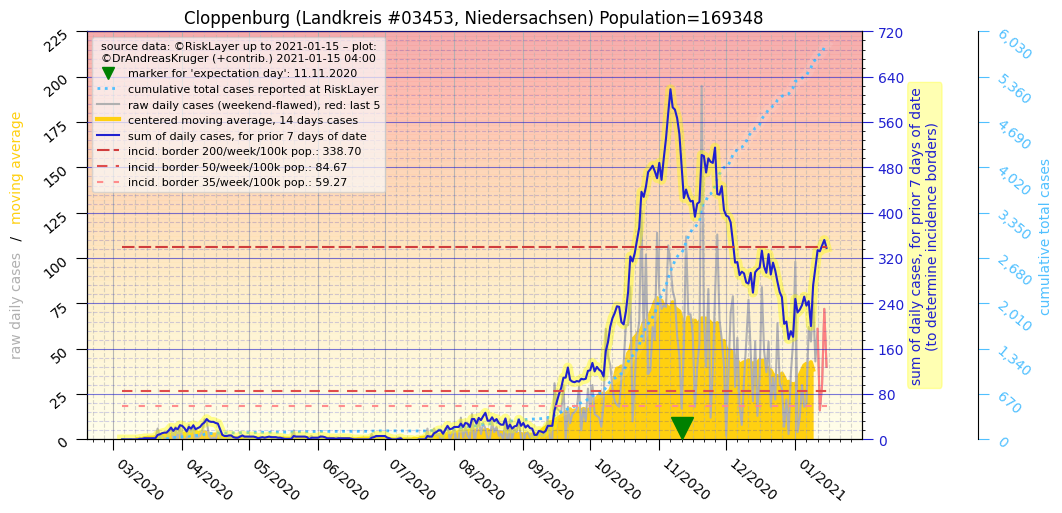 Cloppenburg (Landkreis #03453, Niedersachsen) Population=169348
source data: ©RiskLayer up to 2021-01-15 – plot:
©DrAndreasKruger (+contrib.) 2021-01-15 04:00
marker for 'expectation day': 11.11.2020
cumulative total cases reported at RiskLayer
raw daily cases (weekend-flawed), red: last 5
centered moving average, 14 days cases
sum of daily cases, for prior 7 days of date
incid. border 200/week/100k pop.: 338.70
incid. border 50/week/100k pop.: 84.67
incid. border 35/week/100k pop.: 59.27
raw daily cases / moving average
225
200
175
150
125
100
75
50
25
0
03/2020
04/2020
05/2020
06/2020
07/2020
08/2020
09/2020
10/2020
11/2020
12/2020
01/2021
720
640
560
480
400
320
240
160
80
0
sum of daily cases, for prior 7 days of date
(to determine incidence borders)
6,030
5,360
4,690
4,020
3,350
2,680
2,010
1,340
670
0
cumulative total cases